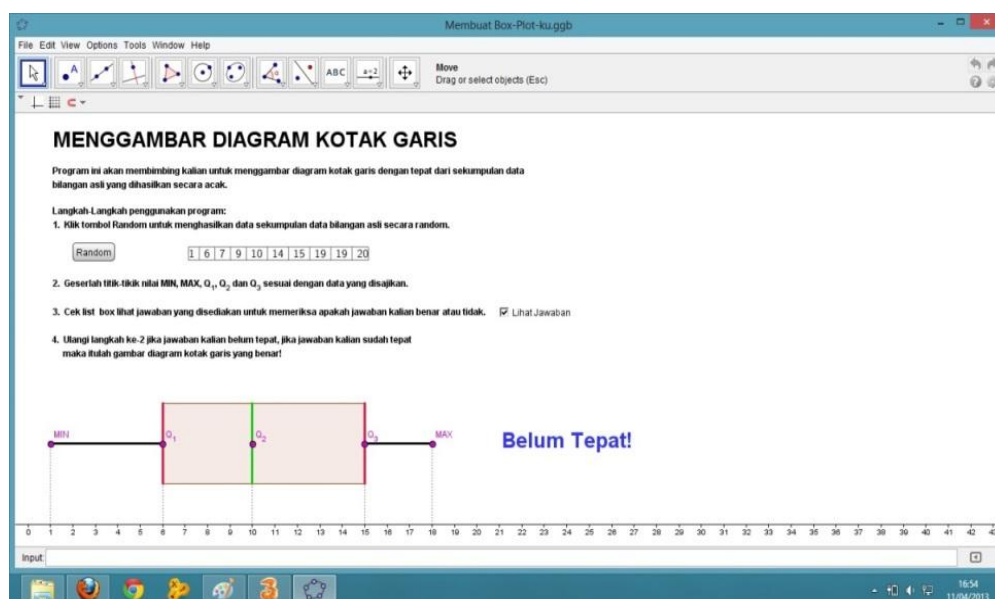 Membuat Box-Plot-ku.ggb
File Edit View Options Tools Window Help
ABC
a=2
Move
Drag or select objects (Esc)
MENGGAMBAR DIAGRAM KOTAK GARIS
Program ini akan membimbing kalian untuk menggambar diagram kotak garis dengan tepat dari sekumpulan data
bilangan asli yang dihasilkan secara acak.
Langkah-Langkah penggunakan program:
1. Klik tombol Random untuk menghasilkan data sekumpulan data bilangan asli secara random.
Random
1 6 7 9 10 14 15 19 19 20
2. Geserlah titik-tikik nilai MIN, MAX, Q1, Q2 dan Q3 sesuai dengan data yang disajikan.
3. Cek list box lihat jawaban yang disediakan untuk memeriksa apakah jawaban kalian benar atau tidak. Lihat Jawaban
4. Ulangi langkah ke-2 jika jawaban kalian belum tepat, jika jawaban kalian sudah tepat
maka itulah gambar diagram kotak garis yang benar!
MIN Q1 Q2 Q3 MAX
Belum Tepat!
0 1 2 3 4 5 6 7 8 9 10 11 12 13 14 15 16 17 18 19 20 21 22 23 24 25 26 27 28 29 30 31 32 33 34 35 36 37 38 39 40 41 42
Input:
16:54
11/04/2013